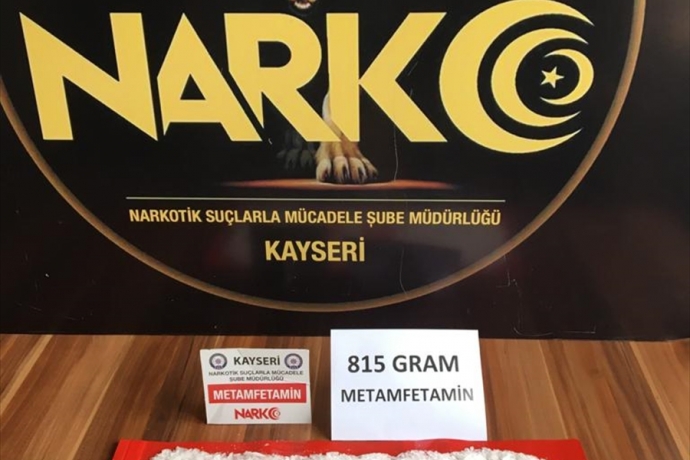 NARKO
NARKOTİK SUÇLARLA MÜCADELE ŞUBE MÜDÜRLÜĞÜ
KAYSERİ
KAYSERİ
NARKOTİK SUÇLARLA MÜCADELE
ŞUBE MÜDÜRLÜĞÜ
METAMFETAMİN
NARKO
815 GRAM
METAMFETAMİN